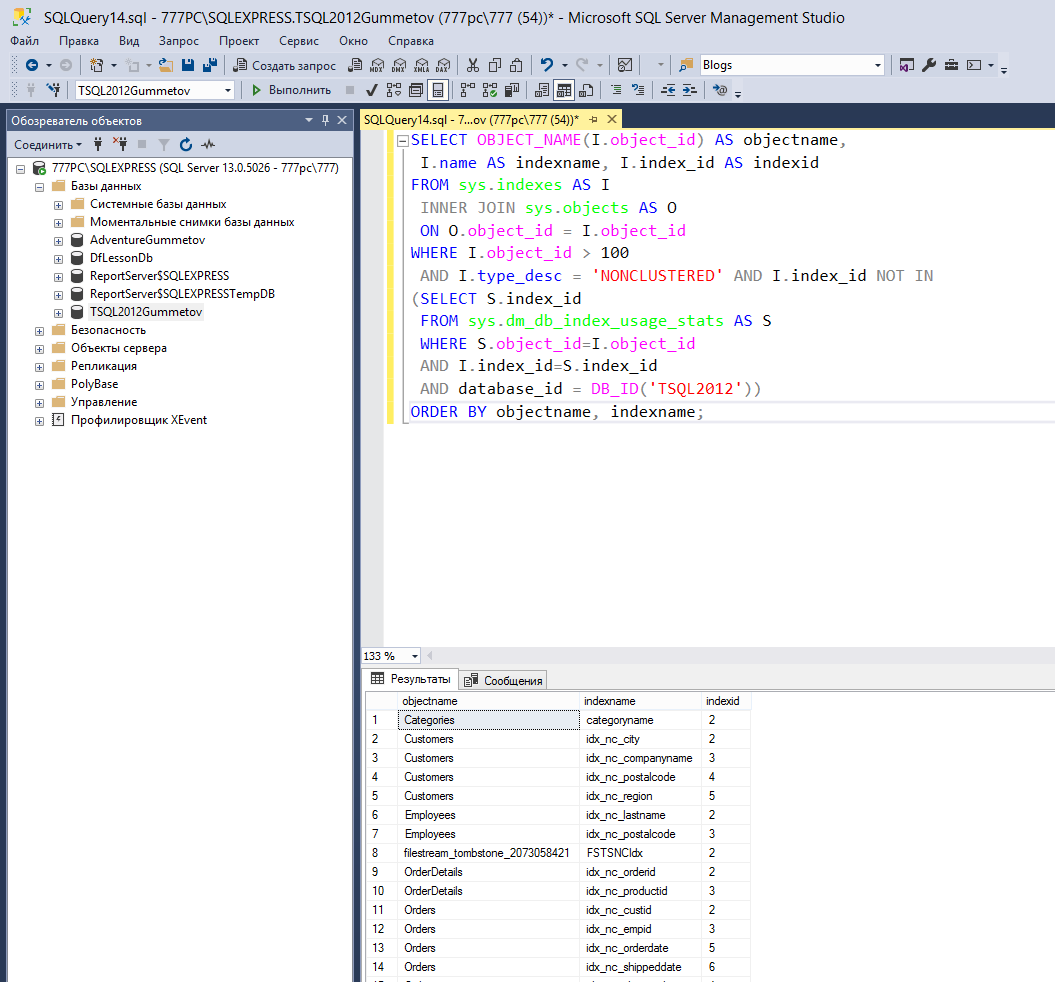 SQLQuery14.sql - 777PC\SQLEXPRESS.TSQL2012Gummetov (777pc\777 (54))* - Microsoft SQL Server Management Studio
Файл Правка Вид Запрос Проект Сервис Окно Справка
Создать запрос MDX DMX XMLA DAX Blogs
TSQL2012Gummetov Выполнить
Обозреватель объектов
Соединить
777PC\SQLEXPRESS (SQL Server 13.0.5026 - 777pc\777)
Базы данных
Системные базы данных
Моментальные снимки базы данных
AdventureGummetov
DfLessonDb
ReportServer$SQLEXPRESS
ReportServer$SQLEXPRESSTempDB
TSQL2012Gummetov
Безопасность
Объекты сервера
Репликация
PolyBase
Управление
Профилировщик XEvent
SQLQuery14.sql - 7...ov (777pc\777 (54))*
SELECT OBJECT_NAME(I.object_id) AS objectname,
I.name AS indexname, I.index_id AS indexid
FROM sys.indexes AS I
INNER JOIN sys.objects AS O
ON O.object_id = I.object_id
WHERE I.object_id > 100
AND I.type_desc = 'NONCLUSTERED' AND I.index_id NOT IN
(SELECT S.index_id
FROM sys.dm_db_index_usage_stats AS S
WHERE S.object_id=I.object_id
AND I.index_id=S.index_id
AND database_id = DB_ID('TSQL2012'))
ORDER BY objectname, indexname;
133 %
Результаты Сообщения
objectname indexname indexid
1 Categories categoryname 2
2 Customers idx_nc_city 2
3 Customers idx_nc_companyname 3
4 Customers idx_nc_postalcode 4
5 Customers idx_nc_region 5
6 Employees idx_nc_lastname 2
7 Employees idx_nc_postalcode 3
8 filestream_tombstone_2073058421 FSTSNCIdx 2
9 OrderDetails idx_nc_orderid 2
10 OrderDetails idx_nc_productid 3
11 Orders idx_nc_custid 2
12 Orders idx_nc_empid 3
13 Orders idx_nc_orderdate 5
14 Orders idx_nc_shippeddate 6